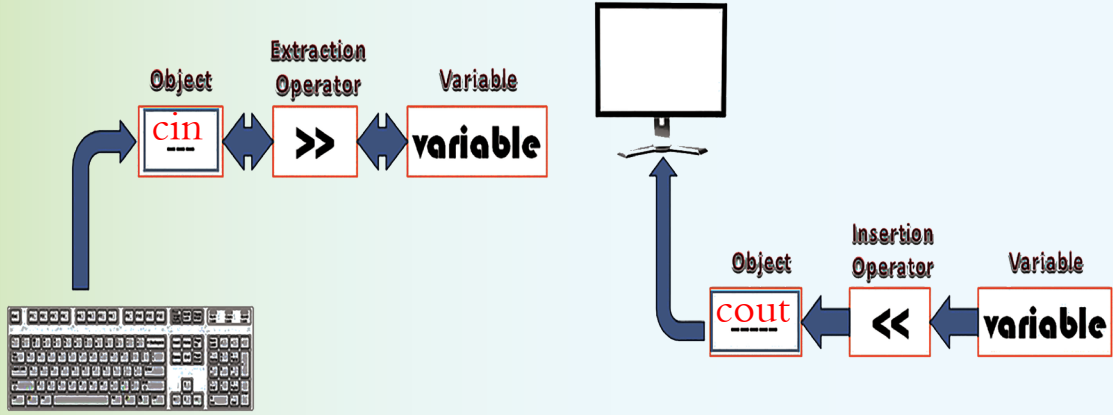 Object
Extraction
Operator
Variable
cin
---
>>
variable
Object
Insertion
Operator
Variable
cout
-----
<<
variable